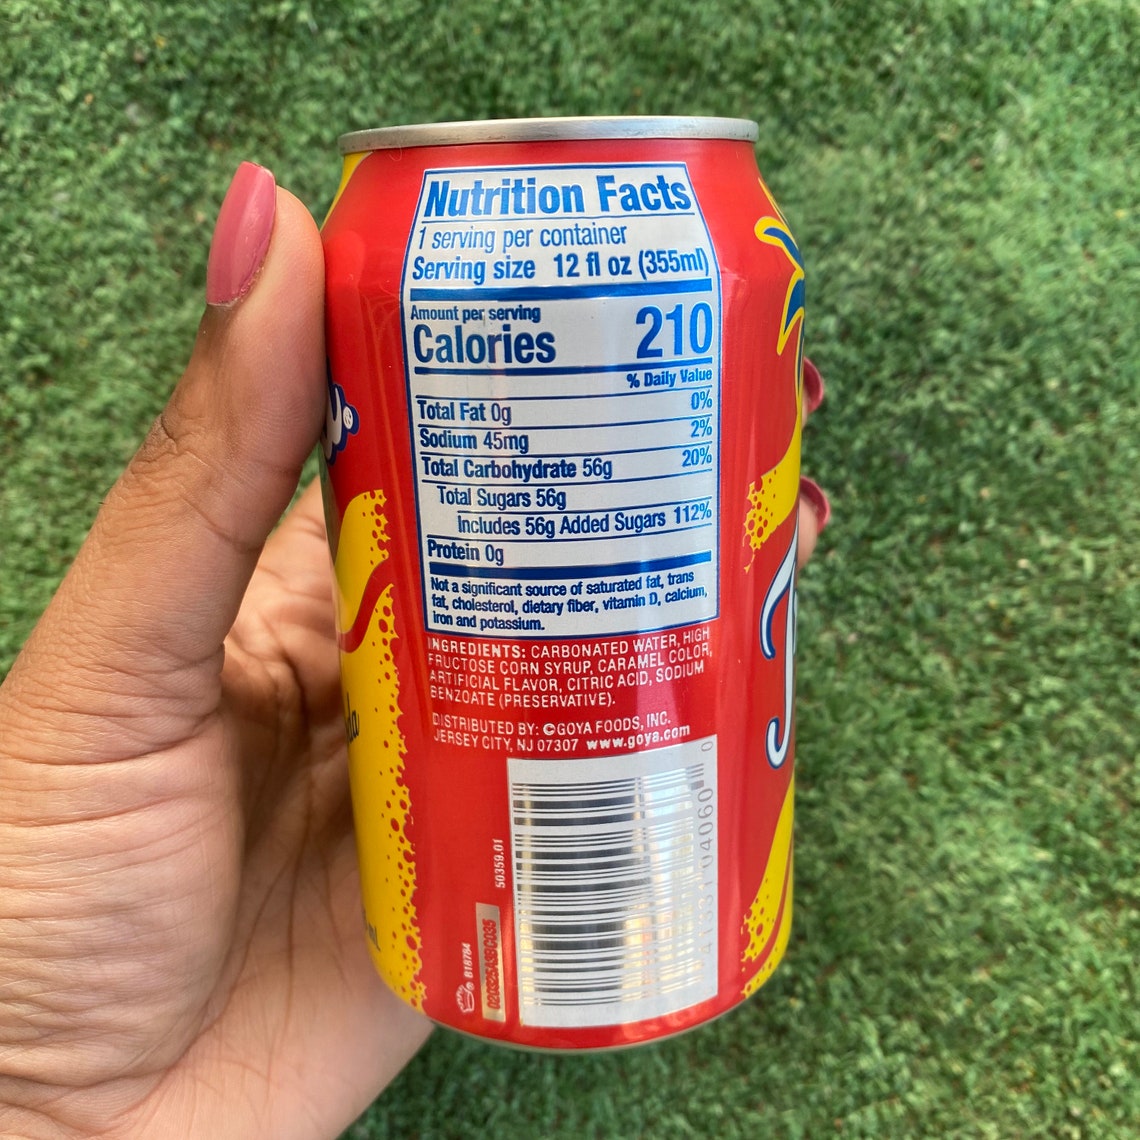 Nutrition Facts
1 serving per container
Serving size 12 fl oz (355ml)
Amount per serving
Calories 210
% Daily Value
Total Fat 0g 0%
Sodium 45mg 2%
Total Carbohydrate 56g 20%
Total Sugars 56g
Includes 56g Added Sugars 112%
Protein 0g
Not a significant source of saturated fat, trans
fat, cholesterol, dietary fiber, vitamin D, calcium,
iron and potassium.
INGREDIENTS: CARBONATED WATER, HIGH
FRUCTOSE CORN SYRUP, CARAMEL COLOR,
ARTIFICIAL FLAVOR, CITRIC ACID, SODIUM
BENZOATE (PRESERVATIVE).
DISTRIBUTED BY: ©GOYA FOODS, INC.
JERSEY CITY, NJ 07307 www.goya.com
50359.01
B18784